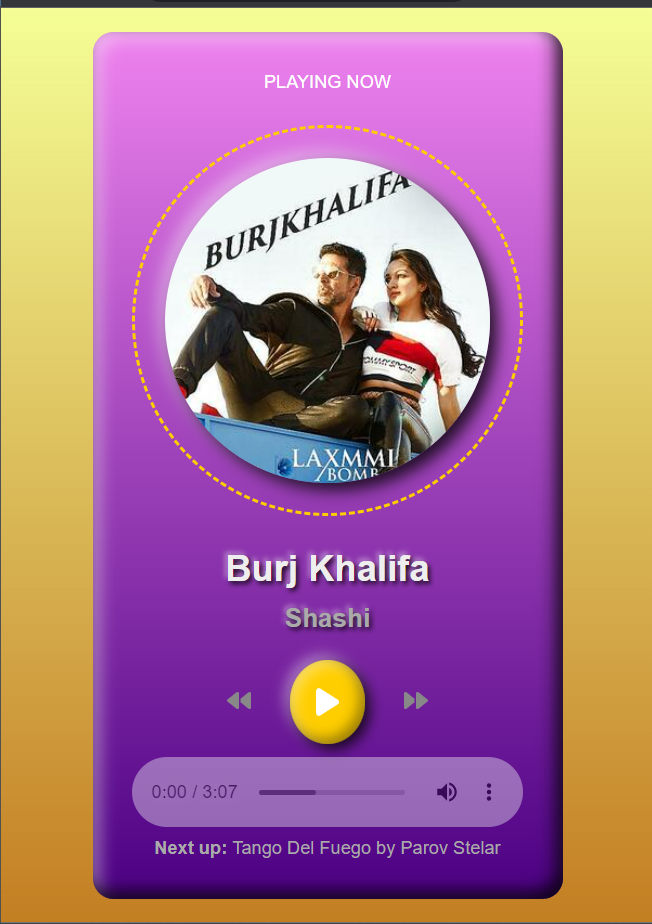 PLAYING NOW
BURJKHALIFA
TOMMY SPORT
LAXMMI
BOMB
Burj Khalifa
Shashi
0:00 / 3:07
Next up: Tango Del Fuego by Parov Stelar